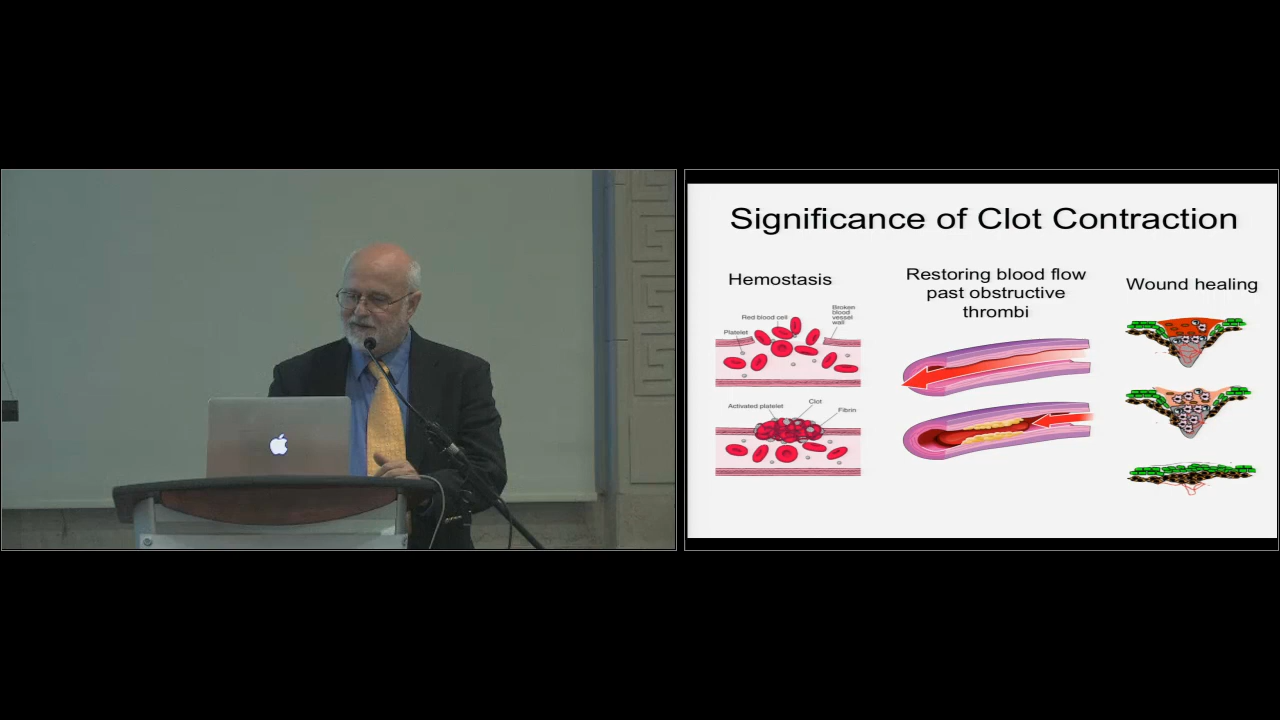 Significance of Clot Contraction
Hemostasis
Red blood cell
Broken
blood
vessel
wall
Platelet
Activated platelet
Clot
Fibrin
Restoring blood flow
past obstructive
thrombi
Wound healing